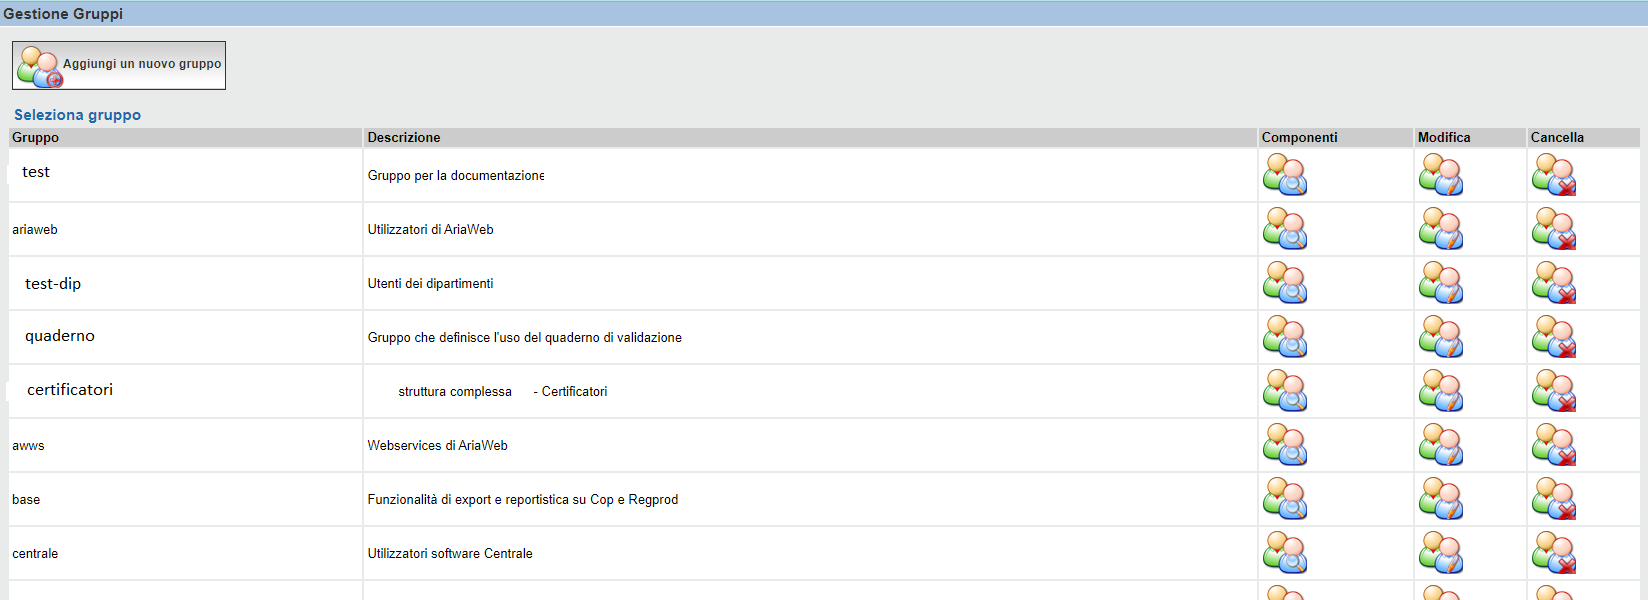 Gestione Gruppi
Aggiungi un nuovo gruppo
Seleziona gruppo
Gruppo Descrizione Componenti Modifica Cancella
test Gruppo per la documentazione
ariaweb Utilizzatori di AriaWeb
test-dip Utenti dei dipartimenti
quaderno Gruppo che definisce l'uso del quaderno di validazione
certificatori struttura complessa - Certificatori
awws Webservices di AriaWeb
base Funzionalità di export e reportistica su Cop e Regprod
centrale Utilizzatori software Centrale